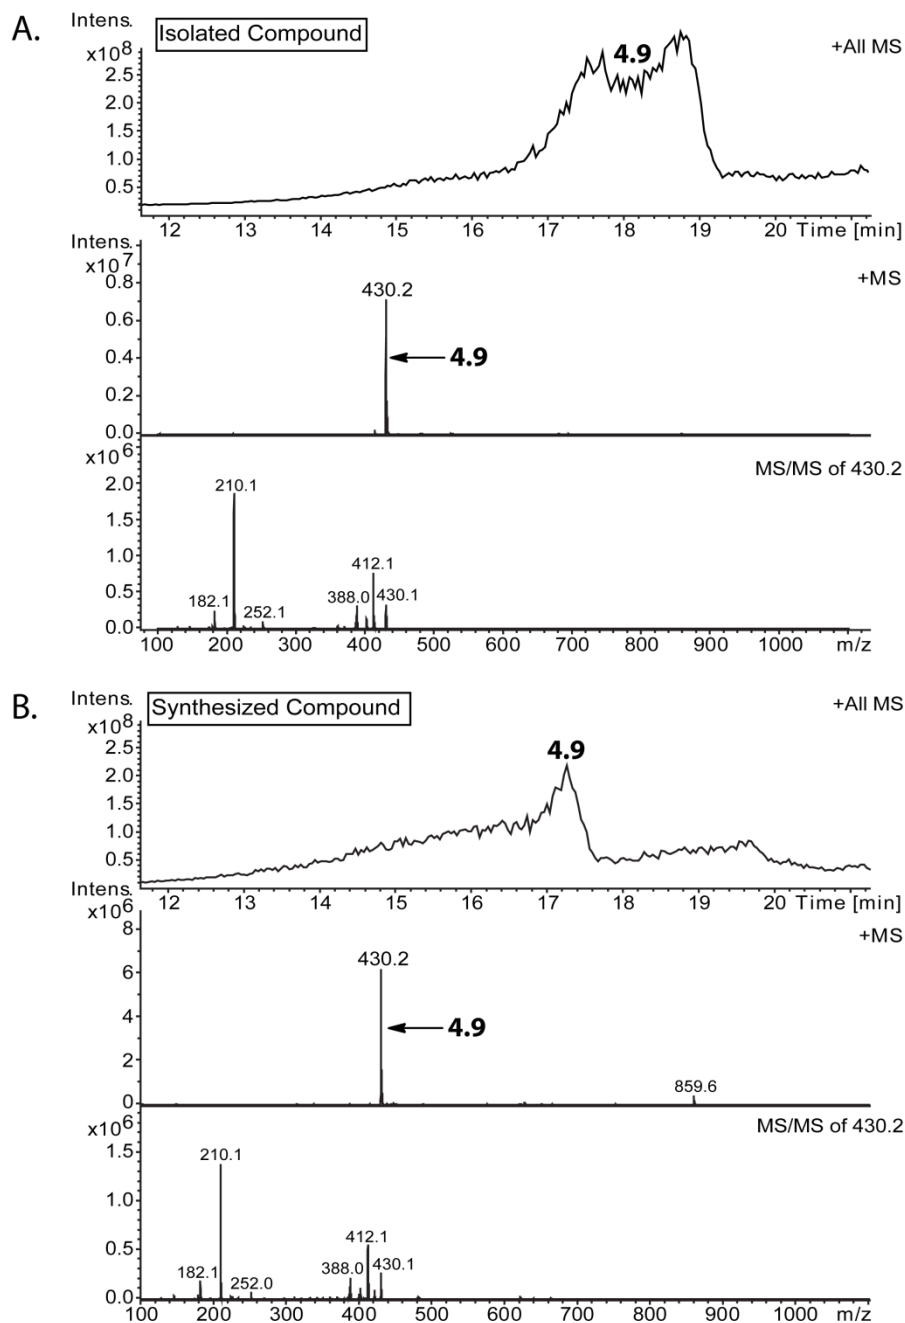 A.
Intens.
x10^8
Isolated Compound
+All MS
4.9
2.5
2.0
1.5
1.0
0.5
12 13 14 15 16 17 18 19 20 Time [min]
Intens.
x10^7
+MS
0.8
0.6
0.4
0.2
0.0
430.2
4.9
x10^6
MS/MS of 430.2
2.0
1.5
1.0
0.5
0.0
210.1
412.1
182.1
252.1
388.0
430.1
100 200 300 400 500 600 700 800 900 1000 m/z
B.
Intens.
x10^8
Synthesized Compound
+All MS
4.9
2.5
2.0
1.5
1.0
0.5
12 13 14 15 16 17 18 19 20 Time [min]
Intens.
x10^6
+MS
6
4
2
0
430.2
4.9
859.6
x10^6
MS/MS of 430.2
1.5
1.0
0.5
0.0
210.1
412.1
182.1
252.0
388.0
430.1
100 200 300 400 500 600 700 800 900 1000 m/z